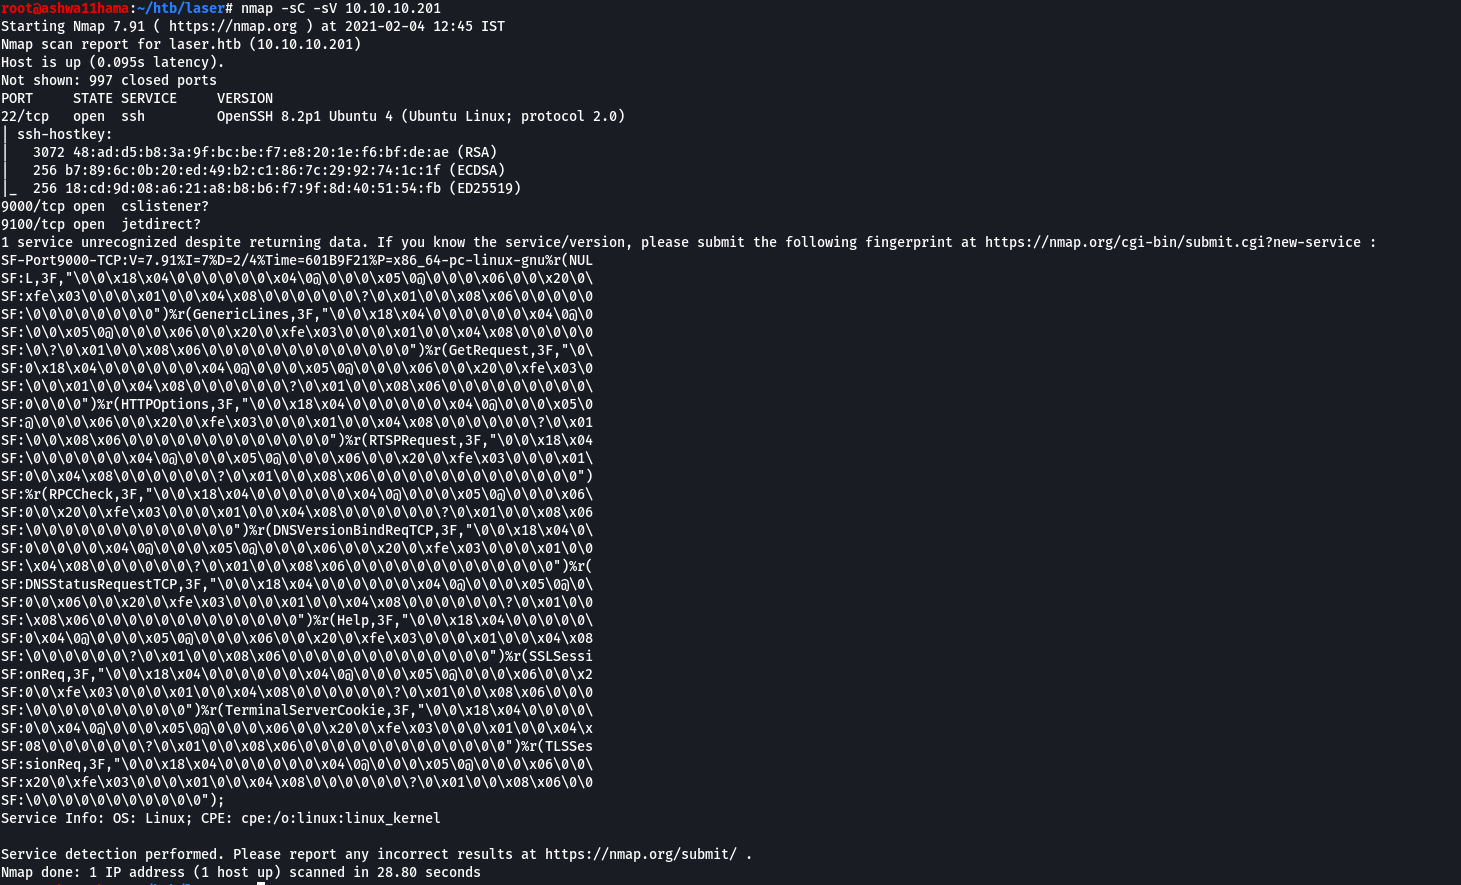 root@ashwa11hama:~/htb/laser# nmap -sC -sV 10.10.10.201
Starting Nmap 7.91 ( https://nmap.org ) at 2021-02-04 12:45 IST
Nmap scan report for laser.htb (10.10.10.201)
Host is up (0.095s latency).
Not shown: 997 closed ports
PORT     STATE SERVICE     VERSION
22/tcp   open  ssh         OpenSSH 8.2p1 Ubuntu 4 (Ubuntu Linux; protocol 2.0)
| ssh-hostkey:
|   3072 48:ad:d5:b8:3a:9f:bc:be:f7:e8:20:1e:f6:bf:de:ae (RSA)
|   256 b7:89:6c:0b:20:ed:49:b2:c1:86:7c:29:92:74:1c:1f (ECDSA)
|_  256 18:cd:9d:08:a6:21:a8:b8:b6:f7:9f:8d:40:51:54:fb (ED25519)
9000/tcp open  cslistener?
9100/tcp open  jetdirect?
1 service unrecognized despite returning data. If you know the service/version, please submit the following fingerprint at https://nmap.org/cgi-bin/submit.cgi?new-service :
SF-Port9000-TCP:V=7.91%I=7%D=2/4%Time=601B9F21%P=x86_64-pc-linux-gnu%r(NUL
SF:L,3F,"\0\0\x18\x04\0\0\0\0\0\0\x04\0@\0\0\0\x05\0@\0\0\0\x06\0\0\x20\0\
SF:xfe\x03\0\0\0\x01\0\0\x04\x08\0\0\0\0\0\0\?\0\x01\0\0\x08\x06\0\0\0\0\0
SF:\0\0\0\0\0\0\0\0")%r(GenericLines,3F,"\0\0\x18\x04\0\0\0\0\0\0\x04\0@\0
SF:\0\0\x05\0@\0\0\0\x06\0\0\x20\0\xfe\x03\0\0\0\x01\0\0\x04\x08\0\0\0\0\0
SF:\0\?\0\x01\0\0\x08\x06\0\0\0\0\0\0\0\0\0\0\0\0\0")%r(GetRequest,3F,"\0\
SF:0\x18\x04\0\0\0\0\0\0\x04\0@\0\0\0\x05\0@\0\0\0\x06\0\0\x20\0\xfe\x03\0
SF:\0\0\x01\0\0\x04\x08\0\0\0\0\0\0\?\0\x01\0\0\x08\x06\0\0\0\0\0\0\0\0\0\
SF:0\0\0\0")%r(HTTPOptions,3F,"\0\0\x18\x04\0\0\0\0\0\0\x04\0@\0\0\0\x05\0
SF:@\0\0\0\x06\0\0\x20\0\xfe\x03\0\0\0\x01\0\0\x04\x08\0\0\0\0\0\0\?\0\x01
SF:\0\0\x08\x06\0\0\0\0\0\0\0\0\0\0\0\0\0")%r(RTSPRequest,3F,"\0\0\x18\x04
SF:\0\0\0\0\0\0\x04\0@\0\0\0\x05\0@\0\0\0\x06\0\0\x20\0\xfe\x03\0\0\0\x01\
SF:0\0\x04\x08\0\0\0\0\0\0\?\0\x01\0\0\x08\x06\0\0\0\0\0\0\0\0\0\0\0\0\0")
SF:%r(RPCCheck,3F,"\0\0\x18\x04\0\0\0\0\0\0\x04\0@\0\0\0\x05\0@\0\0\0\x06\
SF:0\0\x20\0\xfe\x03\0\0\0\x01\0\0\x04\x08\0\0\0\0\0\0\?\0\x01\0\0\x08\x06
SF:\0\0\0\0\0\0\0\0\0\0\0\0\0")%r(DNSVersionBindReqTCP,3F,"\0\0\x18\x04\0\
SF:0\0\0\0\0\x04\0@\0\0\0\x05\0@\0\0\0\x06\0\0\x20\0\xfe\x03\0\0\0\x01\0\0
SF:\x04\x08\0\0\0\0\0\0\?\0\x01\0\0\x08\x06\0\0\0\0\0\0\0\0\0\0\0\0\0")%r(
SF:DNSStatusRequestTCP,3F,"\0\0\x18\x04\0\0\0\0\0\0\x04\0@\0\0\0\x05\0@\0\
SF:0\0\x06\0\0\x20\0\xfe\x03\0\0\0\x01\0\0\x04\x08\0\0\0\0\0\0\?\0\x01\0\0
SF:\x08\x06\0\0\0\0\0\0\0\0\0\0\0\0\0")%r(Help,3F,"\0\0\x18\x04\0\0\0\0\0\
SF:0\x04\0@\0\0\0\x05\0@\0\0\0\x06\0\0\x20\0\xfe\x03\0\0\0\x01\0\0\x04\x08
SF:\0\0\0\0\0\0\?\0\x01\0\0\x08\x06\0\0\0\0\0\0\0\0\0\0\0\0\0")%r(SSLSessi
SF:onReq,3F,"\0\0\x18\x04\0\0\0\0\0\0\x04\0@\0\0\0\x05\0@\0\0\0\x06\0\0\x2
SF:0\0\xfe\x03\0\0\0\x01\0\0\x04\x08\0\0\0\0\0\0\?\0\x01\0\0\x08\x06\0\0\0
SF:\0\0\0\0\0\0\0\0\0\0")%r(TerminalServerCookie,3F,"\0\0\x18\x04\0\0\0\0\
SF:0\0\x04\0@\0\0\0\x05\0@\0\0\0\x06\0\0\x20\0\xfe\x03\0\0\0\x01\0\0\x04\x
SF:08\0\0\0\0\0\0\?\0\x01\0\0\x08\x06\0\0\0\0\0\0\0\0\0\0\0\0\0")%r(TLSSes
SF:sionReq,3F,"\0\0\x18\x04\0\0\0\0\0\0\x04\0@\0\0\0\x05\0@\0\0\0\x06\0\0\
SF:x20\0\xfe\x03\0\0\0\x01\0\0\x04\x08\0\0\0\0\0\0\?\0\x01\0\0\x08\x06\0\0
SF:\0\0\0\0\0\0\0\0\0\0\0");
Service Info: OS: Linux; CPE: cpe:/o:linux:linux_kernel

Service detection performed. Please report any incorrect results at https://nmap.org/submit/ .
Nmap done: 1 IP address (1 host up) scanned in 28.80 seconds